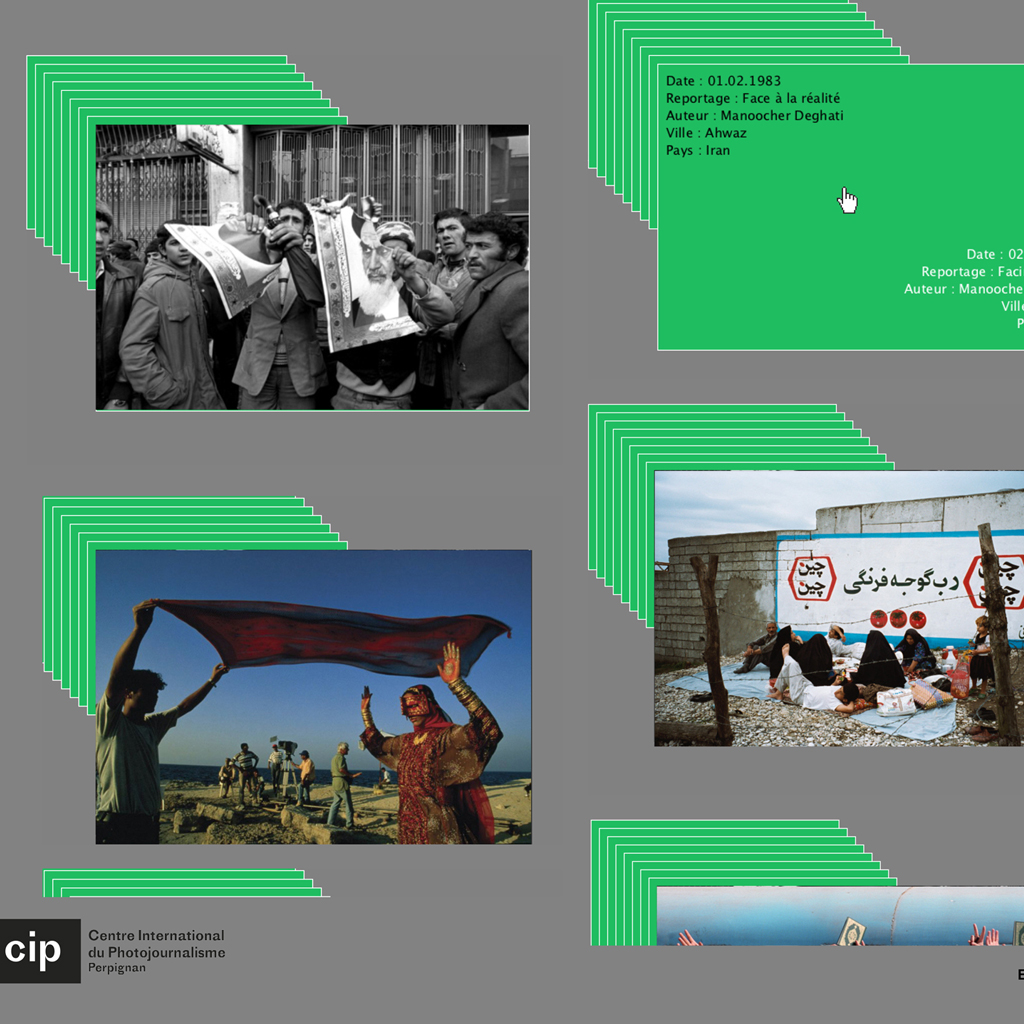 Date : 01.02.1983
Reportage : Face à la réalité
Auteur : Manoocher Deghati
Ville : Ahwaz
Pays : Iran
Date : 02
Reportage : Faci
Auteur : Manooche
Ville
P
چین چین
رب گوجه فرنگی
چین چین
cip
Centre International
du Photojournalisme
Perpignan
E